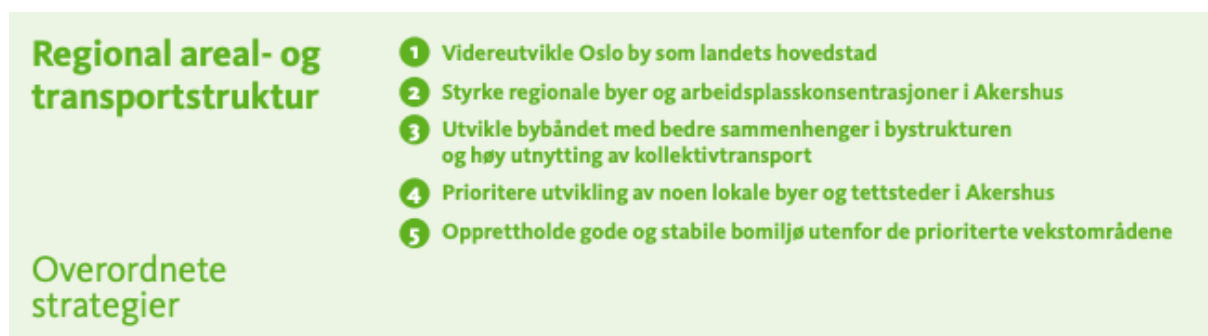 Regional areal- og
transportstruktur
1 Videreutvikle Oslo by som landets hovedstad
2 Styrke regionale byer og arbeidsplasskonsentrasjoner i Akershus
3 Utvikle bybåndet med bedre sammenhenger i bystrukturen
og høy utnytting av kollektivtransport
4 Prioritere utvikling av noen lokale byer og tettsteder i Akershus
5 Opprettholde gode og stabile bomiljø utenfor de prioriterte vekstområdene
Overordnete
strategier